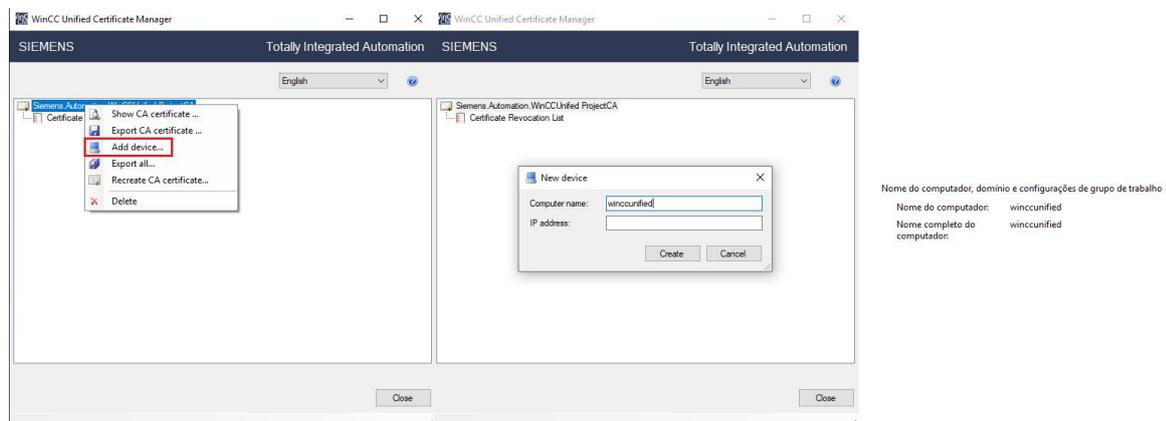 WinCC Unified Certificate Manager
SIEMENS
Totally Integrated Automation
English
Certificate
Show CA certificate ...
Export CA certificate ...
Add device...
Export all...
Recreate CA certificate...
Delete
Close
WinCC Unified Certificate Manager
SIEMENS
Totally Integrated Automation
English
Siemens.Automation.WinCCUnifed ProjectCA
Certificate Revocation List
New device
Computer name: winccunified
IP address:
Create Cancel
Close
Nome do computador, domínio e configurações de grupo de trabalho
Nome do computador: winccunified
Nome completo do winccunified
computador: